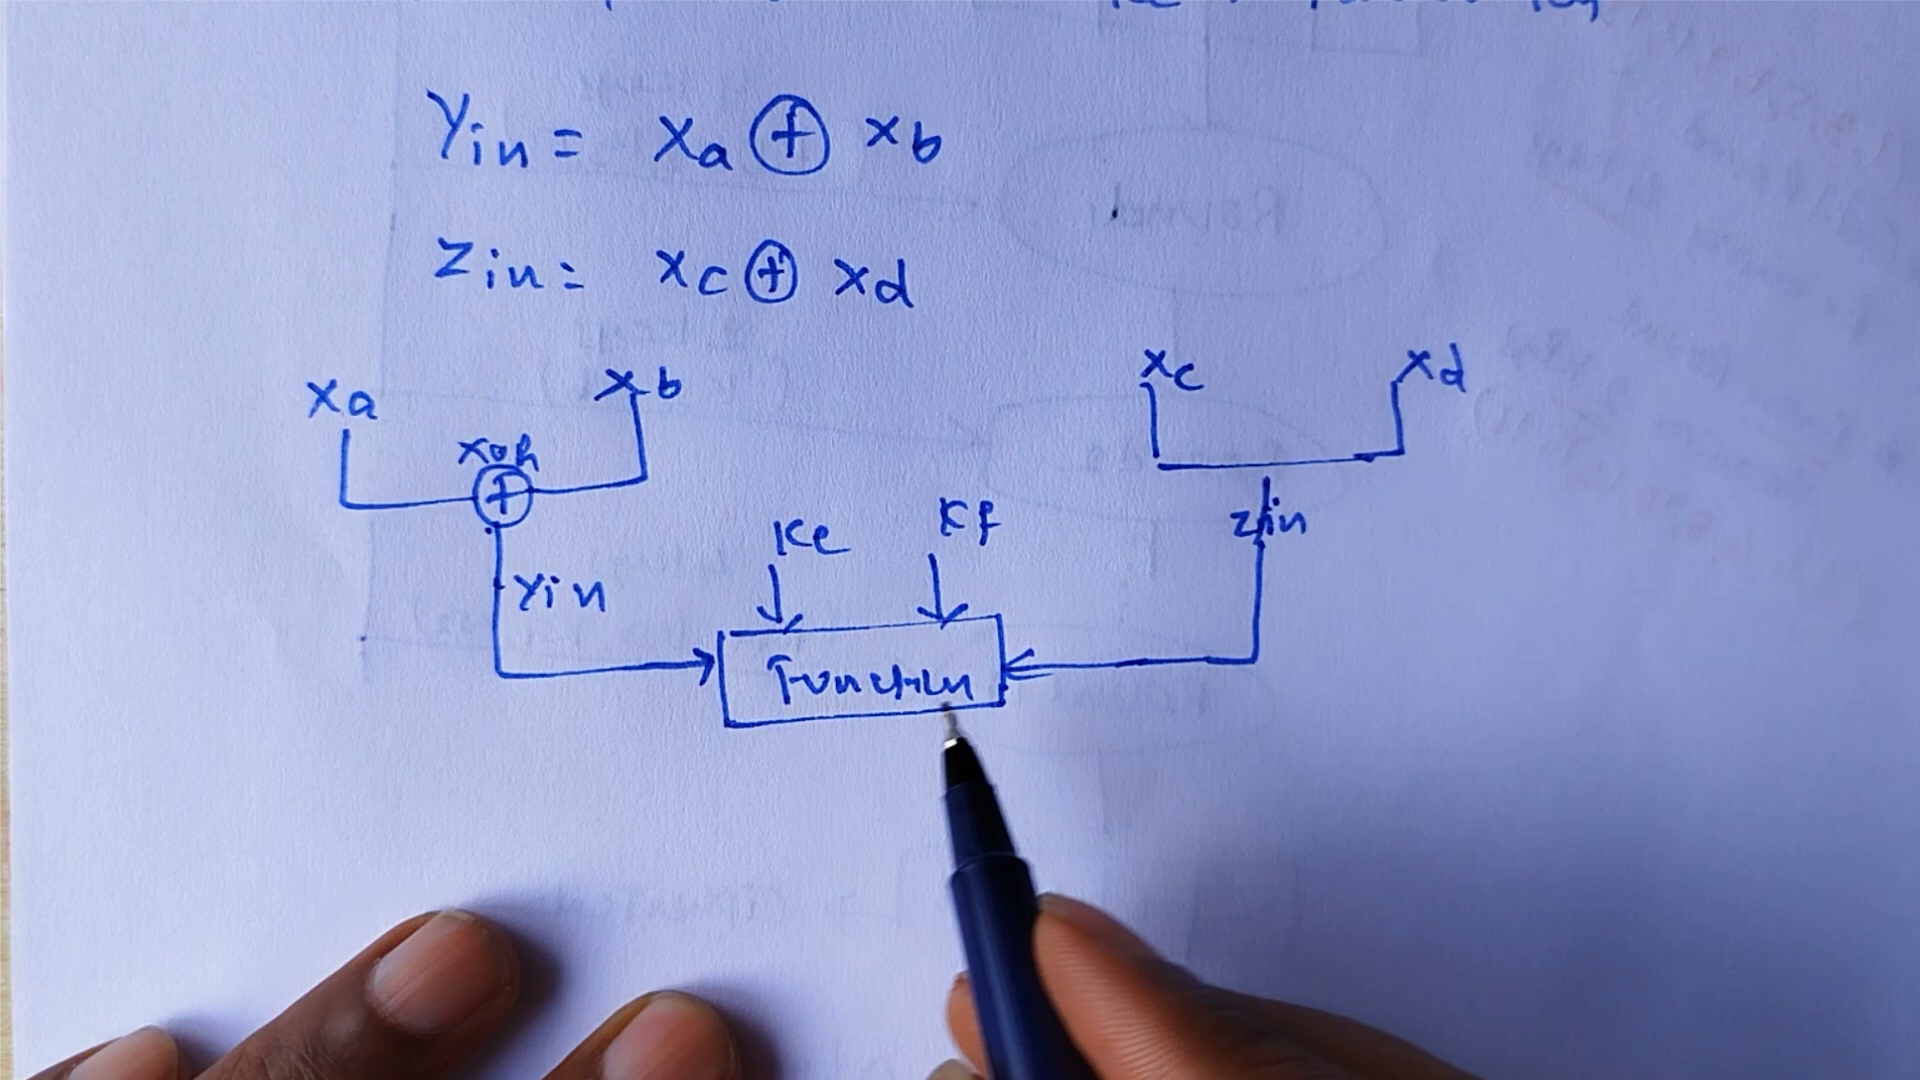 Yin = Xa ⊕ Xb
Zin = Xc ⊕ Xd
Xa Xb Xc Xd
XOR
Ke Kf Zin
Yin
Function